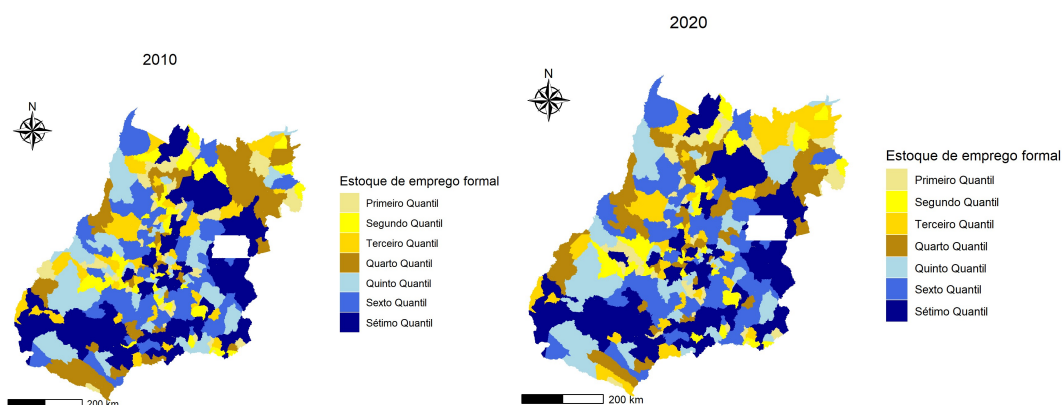 2010
N
Estoque de emprego formal
Primeiro Quantil
Segundo Quantil
Terceiro Quantil
Quarto Quantil
Quinto Quantil
Sexto Quantil
Sétimo Quantil
200 km
2020
N
Estoque de emprego formal
Primeiro Quantil
Segundo Quantil
Terceiro Quantil
Quarto Quantil
Quinto Quantil
Sexto Quantil
Sétimo Quantil
200 km